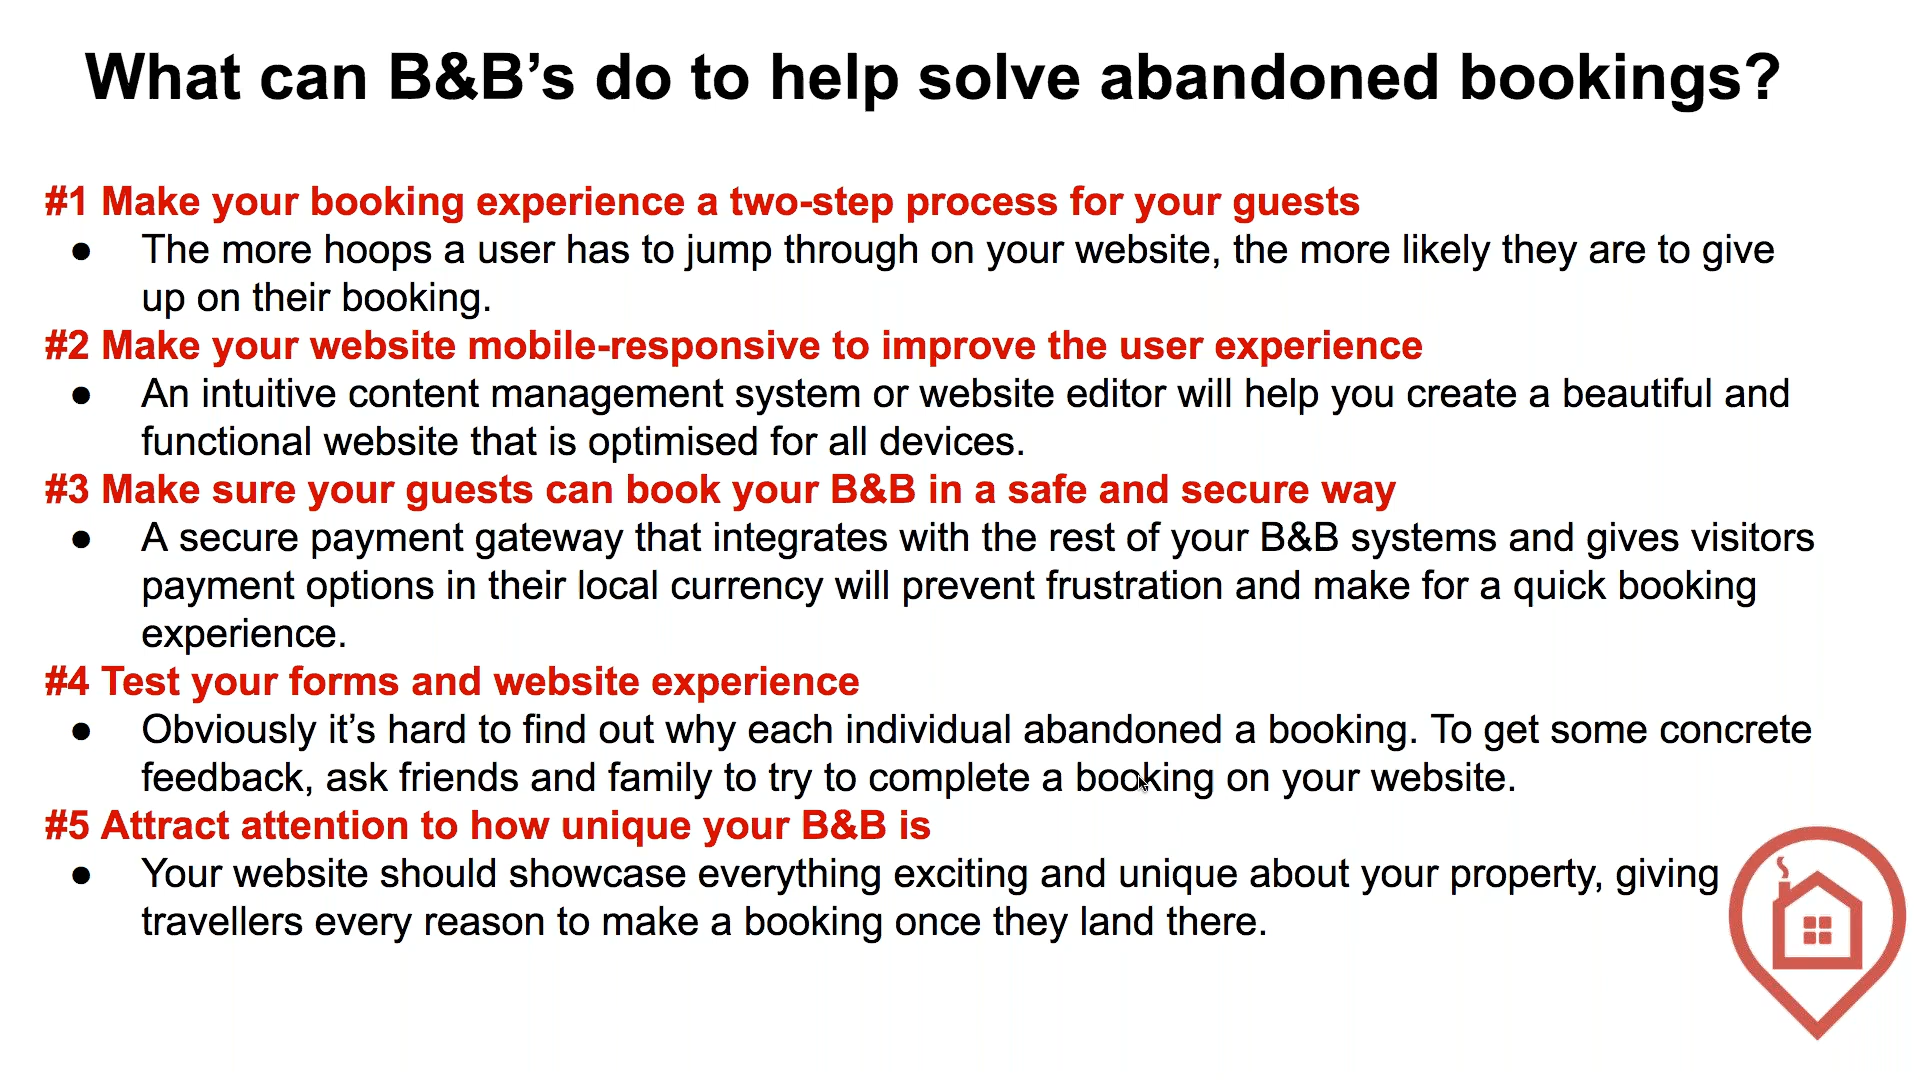 What can B&B’s do to help solve abandoned bookings?
#1 Make your booking experience a two-step process for your guests
● The more hoops a user has to jump through on your website, the more likely they are to give
up on their booking.
#2 Make your website mobile-responsive to improve the user experience
● An intuitive content management system or website editor will help you create a beautiful and
functional website that is optimised for all devices.
#3 Make sure your guests can book your B&B in a safe and secure way
● A secure payment gateway that integrates with the rest of your B&B systems and gives visitors
payment options in their local currency will prevent frustration and make for a quick booking
experience.
#4 Test your forms and website experience
● Obviously it’s hard to find out why each individual abandoned a booking. To get some concrete
feedback, ask friends and family to try to complete a booking on your website.
#5 Attract attention to how unique your B&B is
● Your website should showcase everything exciting and unique about your property, giving
travellers every reason to make a booking once they land there.